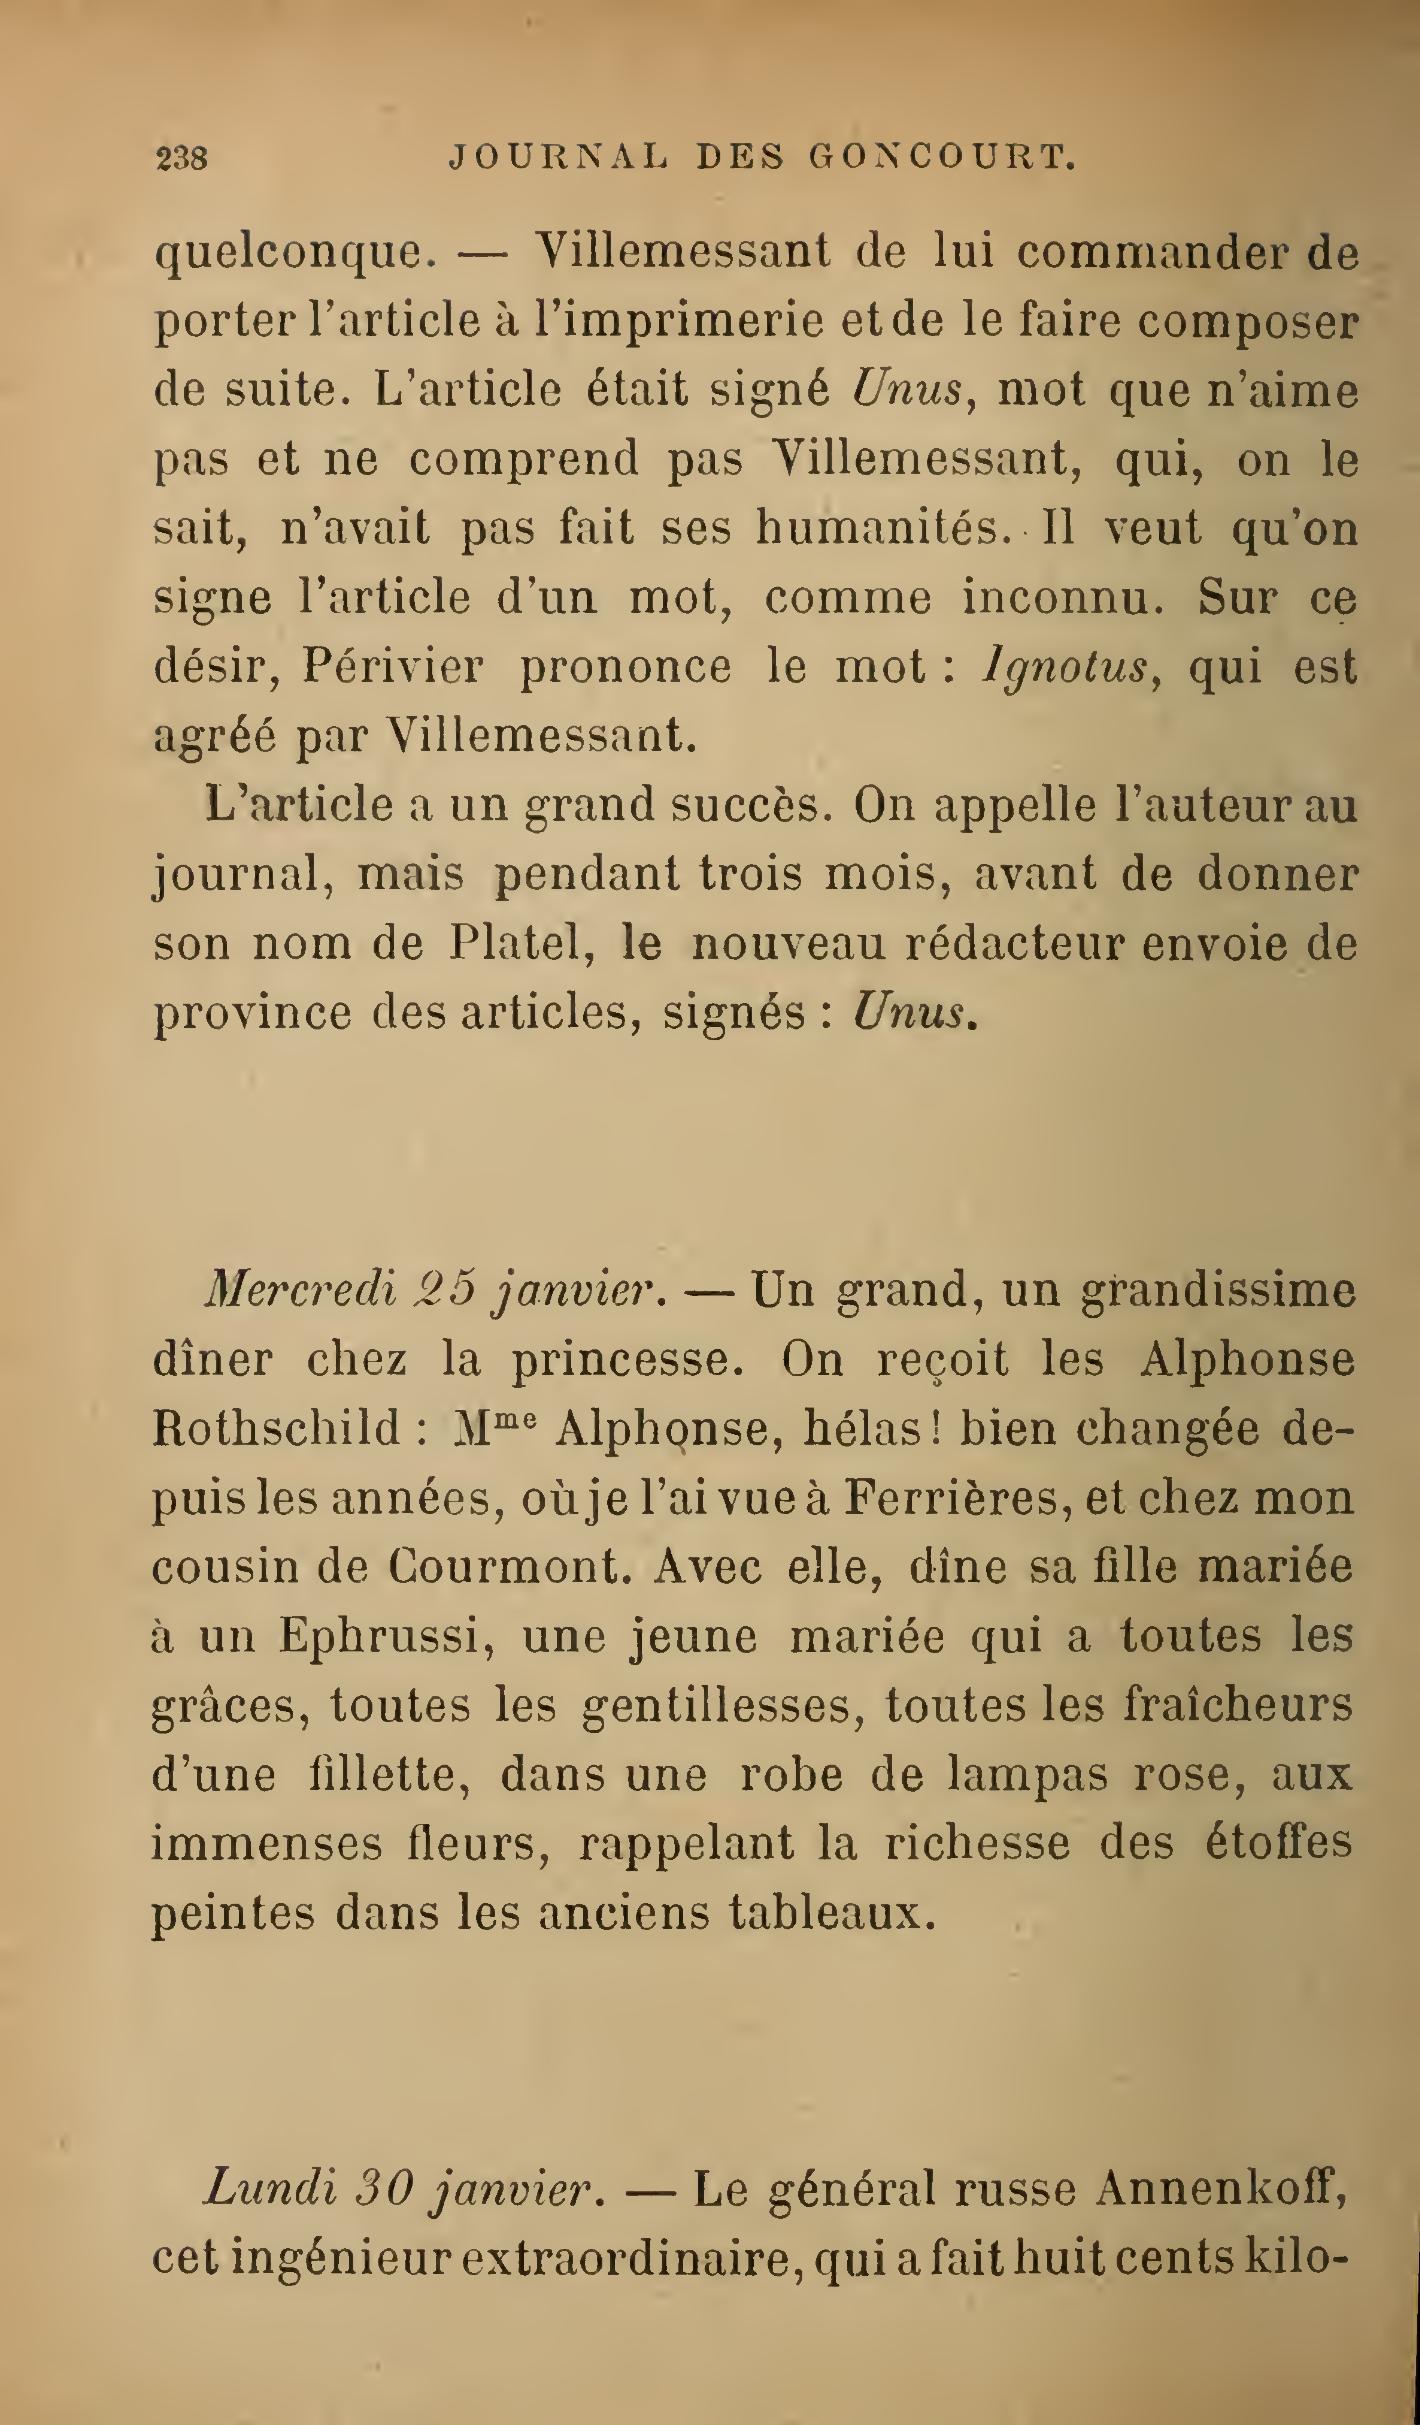 238 JOURNAL DES GONCOURT.
quelconque. — Villemessant de lui commander de
porter l'article à l'imprimerie et de le faire composer
de suite. L'article était signé Unus, mot que n'aime
pas et ne comprend pas Villemessant, qui, on le
sait, n'avait pas fait ses humanités. Il veut qu'on
signe l'article d'un mot, comme inconnu. Sur ce
désir, Périvier prononce le mot : Ignotus, qui est
agréé par Villemessant.
L'article a un grand succès. On appelle l'auteur au
journal, mais pendant trois mois, avant de donner
son nom de Platel, le nouveau rédacteur envoie de
province des articles, signés : Unus.
Mercredi 25 janvier. — Un grand, un grandissime
dîner chez la princesse. On reçoit les Alphonse
Rothschild : Mme Alphonse, hélas! bien changée de-
puis les années, où je l'ai vue à Ferrières, et chez mon
cousin de Courmont. Avec elle, dîne sa fille mariée
à un Ephrussi, une jeune mariée qui a toutes les
grâces, toutes les gentillesses, toutes les fraîcheurs
d'une fillette, dans une robe de lampas rose, aux
immenses fleurs, rappelant la richesse des étoffes
peintes dans les anciens tableaux.
Lundi 30 janvier. — Le général russe Annenkoff,
cet ingénieur extraordinaire, qui a fait huit cents kilo-